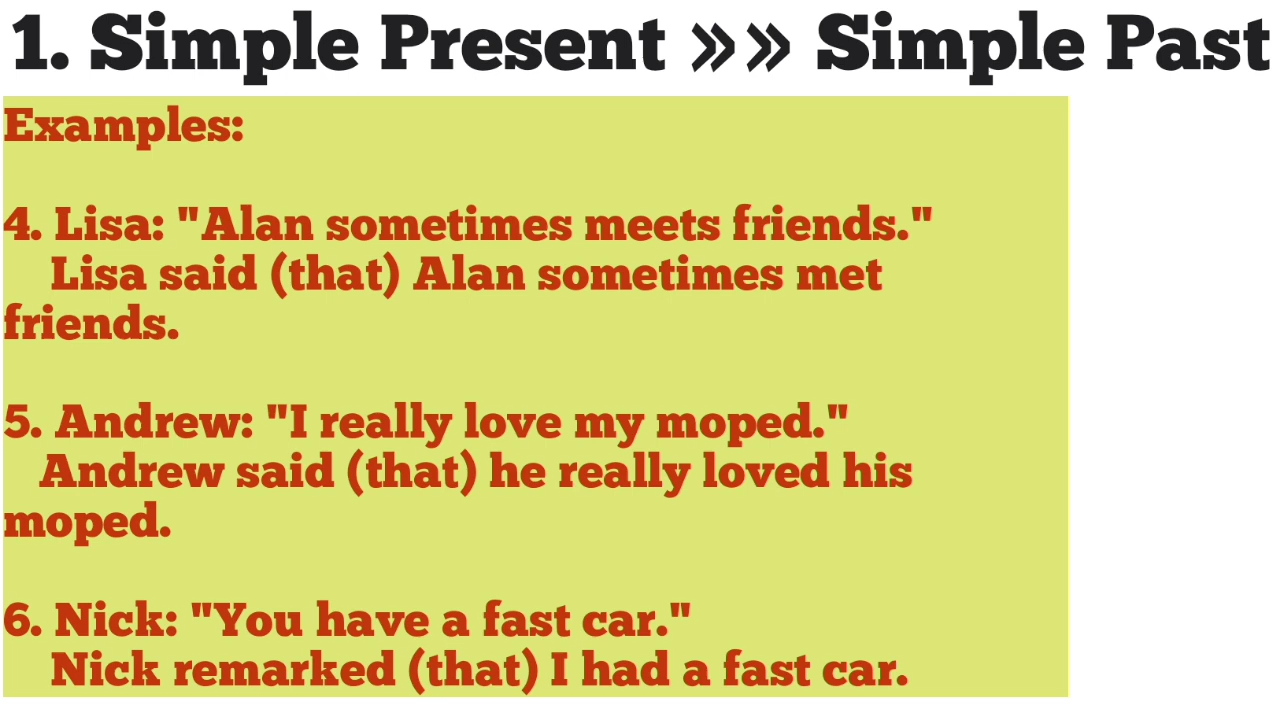 1. Simple Present »» Simple Past
Examples:
4. Lisa: "Alan sometimes meets friends."
Lisa said (that) Alan sometimes met
friends.
5. Andrew: "I really love my moped."
Andrew said (that) he really loved his
moped.
6. Nick: "You have a fast car."
Nick remarked (that) I had a fast car.